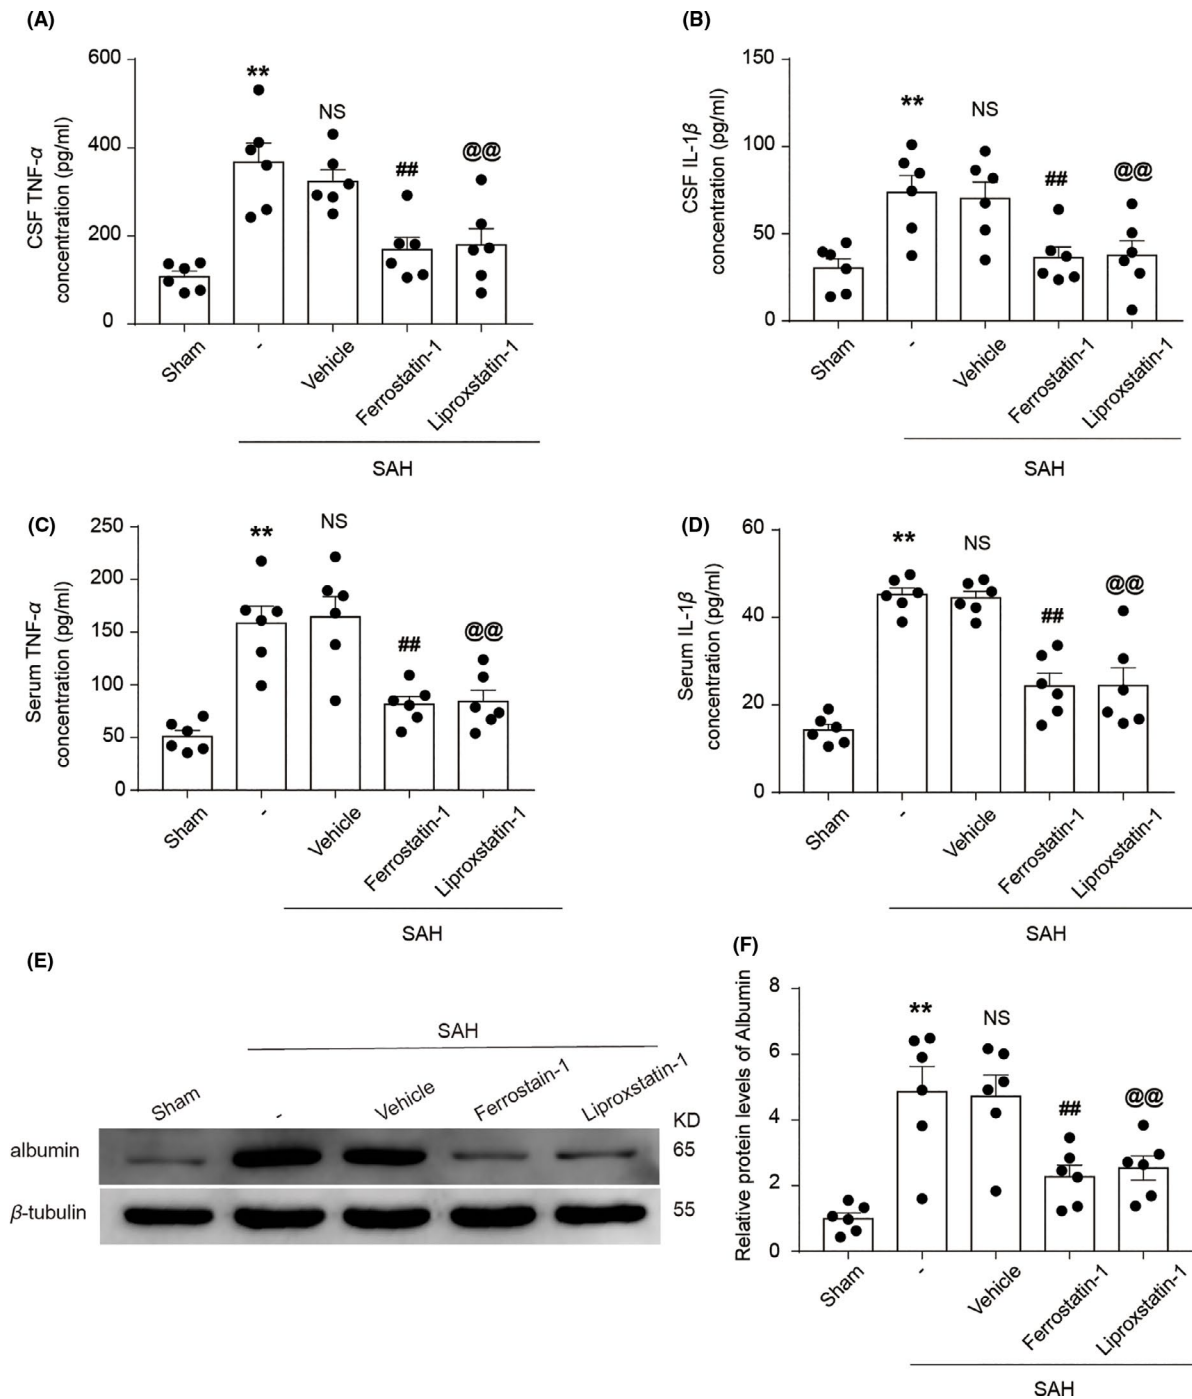 (A)
CSF TNF-α
concentration (pg/ml)
600
400
200
0
**
NS
##
@@
Sham
-
Vehicle
Ferrostatin-1
Liproxstatin-1
SAH
(B)
CSF IL-1β
concentration (pg/ml)
150
100
50
0
**
NS
##
@@
Sham
-
Vehicle
Ferrostatin-1
Liproxstatin-1
SAH
(C)
Serum TNF-α
concentration (pg/ml)
250
200
150
100
50
0
**
NS
##
@@
Sham
-
Vehicle
Ferrostatin-1
Liproxstatin-1
SAH
(D)
Serum IL-1β
concentration (pg/ml)
60
40
20
0
**
NS
##
@@
Sham
-
Vehicle
Ferrostatin-1
Liproxstatin-1
SAH
(E)
SAH
Sham
-
Vehicle
Ferrostain-1
Liproxstatin-1
KD
albumin
65
β-tubulin
55
(F)
Relative protein levels of Albumin
8
6
4
2
0
**
NS
##
@@
Sham
-
Vehicle
Ferrostatin-1
Liproxstatin-1
SAH